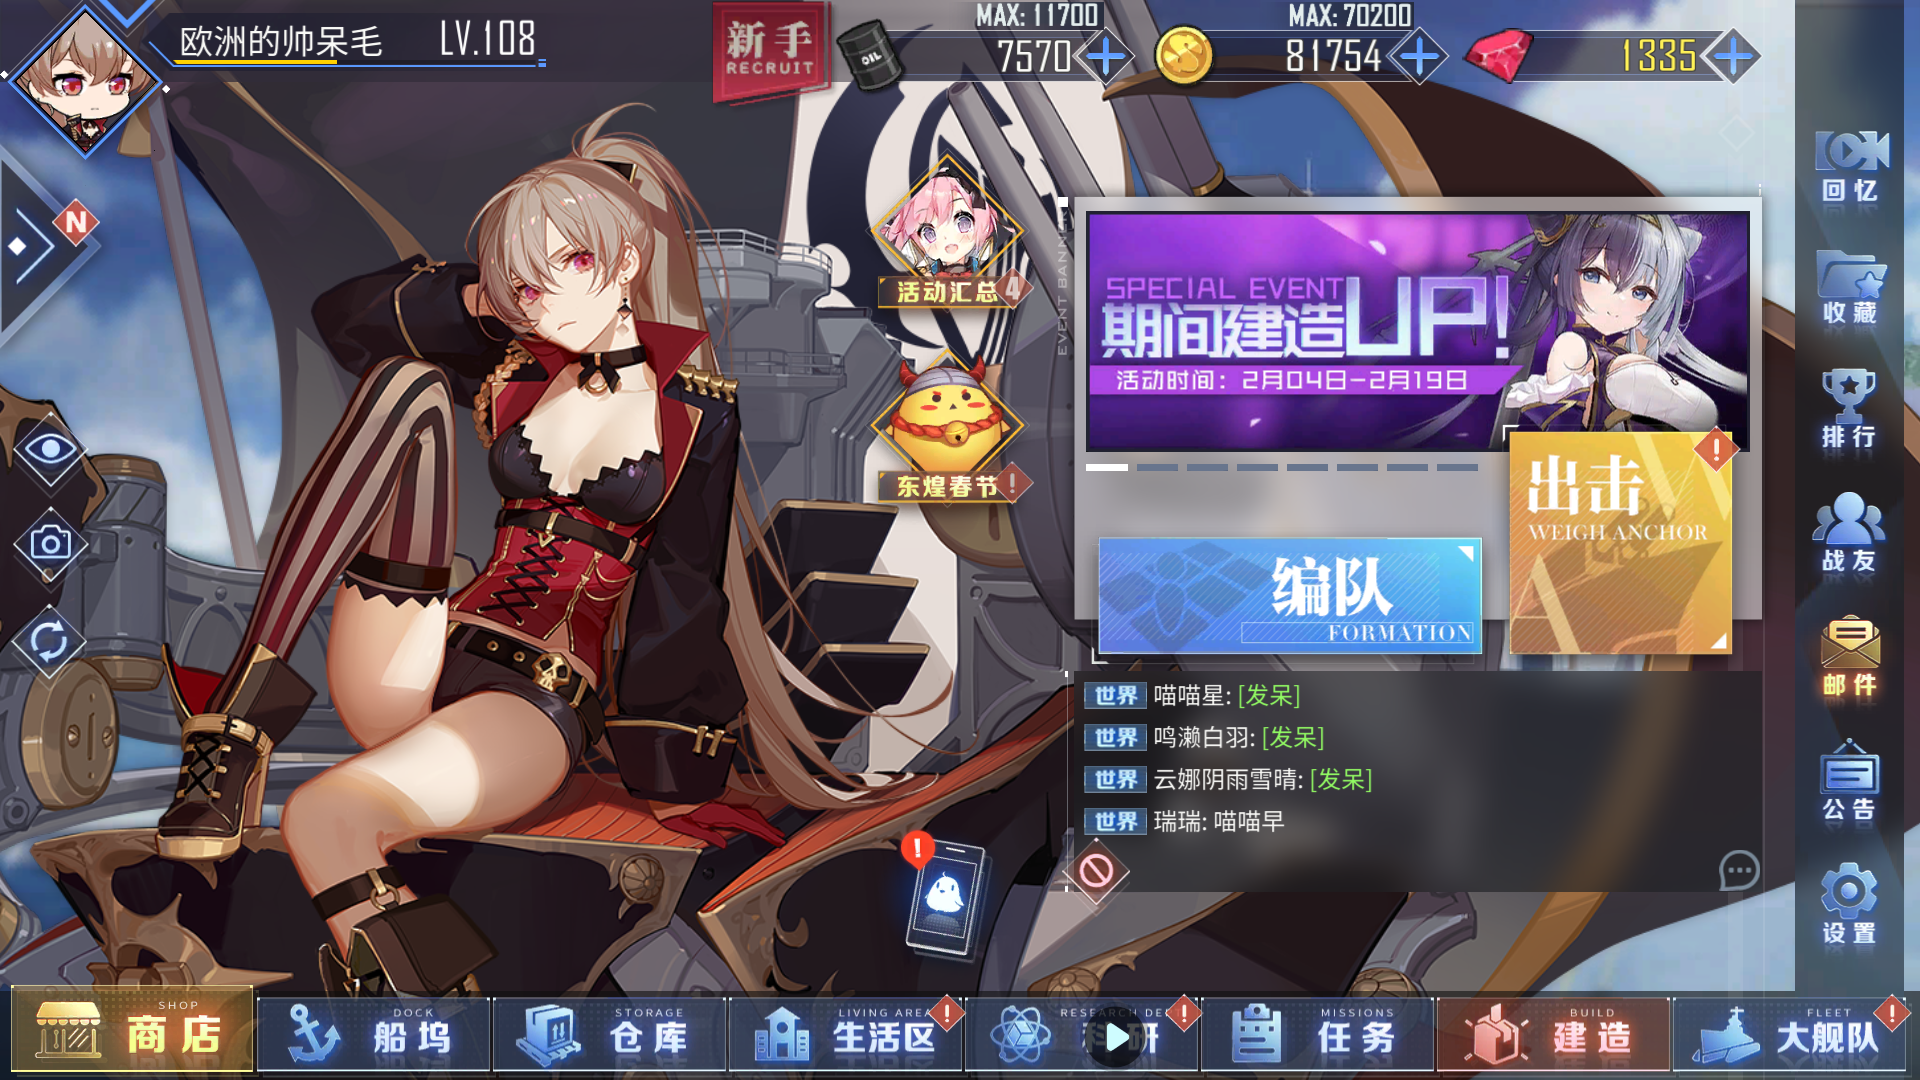 欧洲的帅呆毛 LV.108
新手
RECRUIT
OIL
MAX: 11700
7570
MAX: 70200
81754
1335
N
回忆
收藏
排行
战友
邮件
公告
设置
活动汇总 4
东煌春节
EVENT BANNER
SPECIAL EVENT
期间建造UP!
活动时间：2月04日-2月19日
出击
WEIGH ANCHOR
编队
FORMATION
世界 喵喵星: [发呆]
世界 鸣濑白羽: [发呆]
世界 云娜阴雨雪晴: [发呆]
世界 瑞瑞: 喵喵早
SHOP
商店
DOCK
船坞
STORAGE
仓库
LIVING AREA
生活区
RESEARCH DEP
科研
MISSIONS
任务
BUILD
建造
FLEET
大舰队